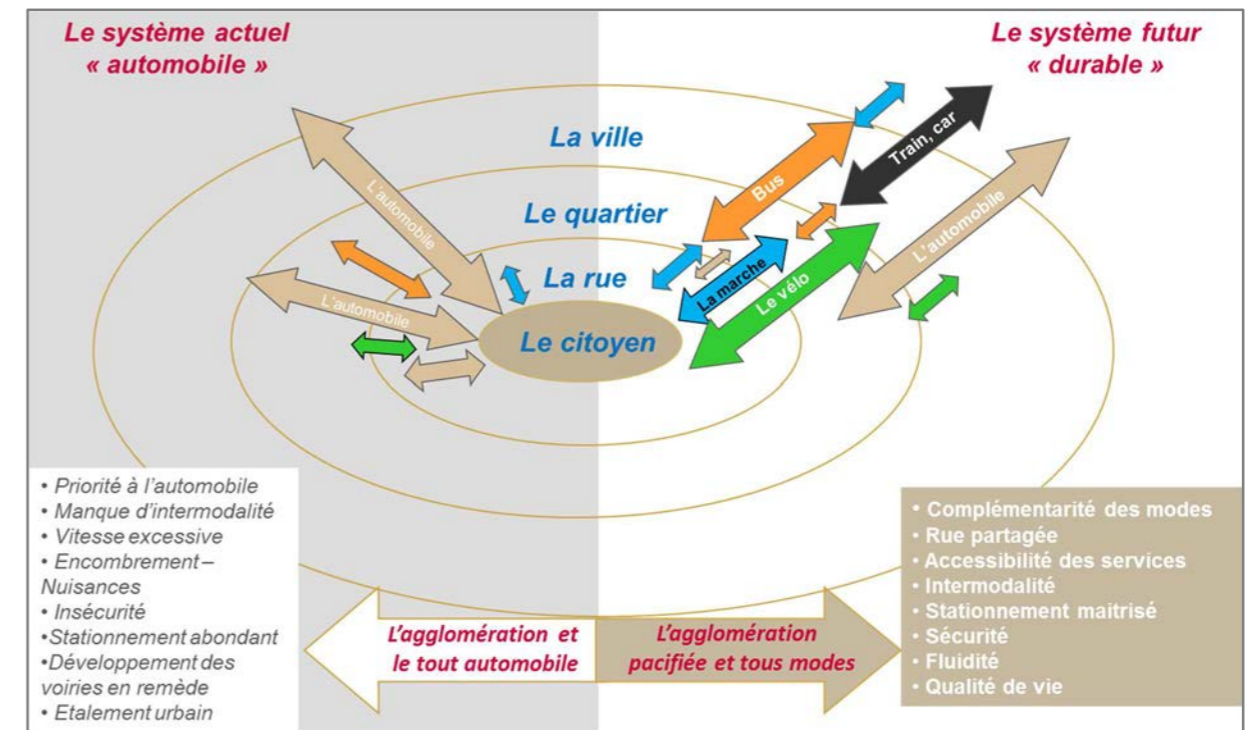 Le système actuel
« automobile »
Le système futur
« durable »
La ville
Le quartier
La rue
Le citoyen
L'automobile
L'automobile
Bus
Train, car
L'automobile
La marche
Le vélo
• Priorité à l'automobile
• Manque d'intermodalité
• Vitesse excessive
• Encombrement –
Nuisances
• Insécurité
•Stationnement abondant
•Développement des
voiries en remède
• Etalement urbain
L'agglomération et
le tout automobile
L'agglomération
pacifiée et tous modes
• Complémentarité des modes
• Rue partagée
• Accessibilité des services
• Intermodalité
• Stationnement maitrisé
• Sécurité
• Fluidité
• Qualité de vie